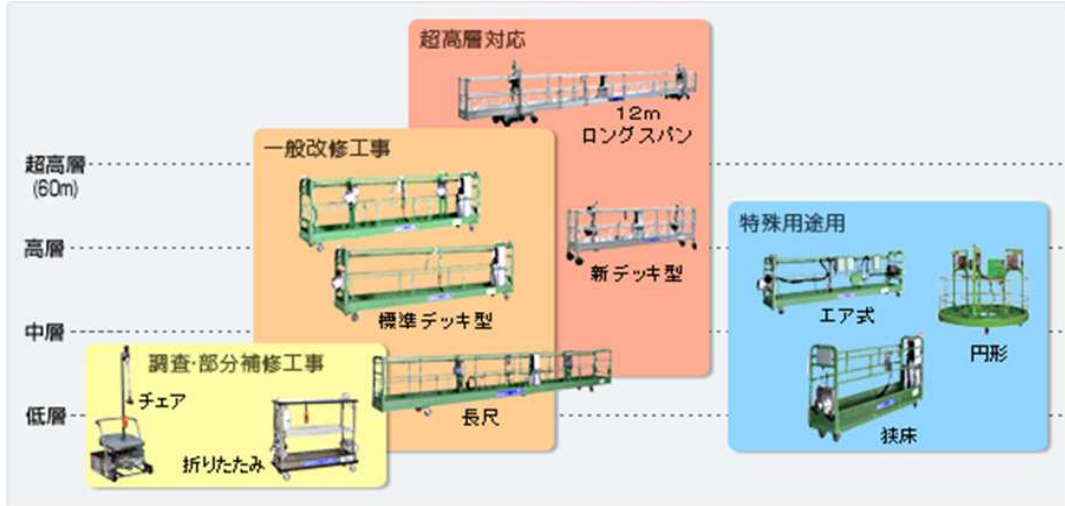 超高層対応
12m
ロングスパン
一般改修工事
超高層
(60m)
特殊用途用
高層
新デッキ型
エア式
標準デッキ型
中層
円形
調査・部分補修工事
チェア
低層
長尺
狭床
折りたたみ